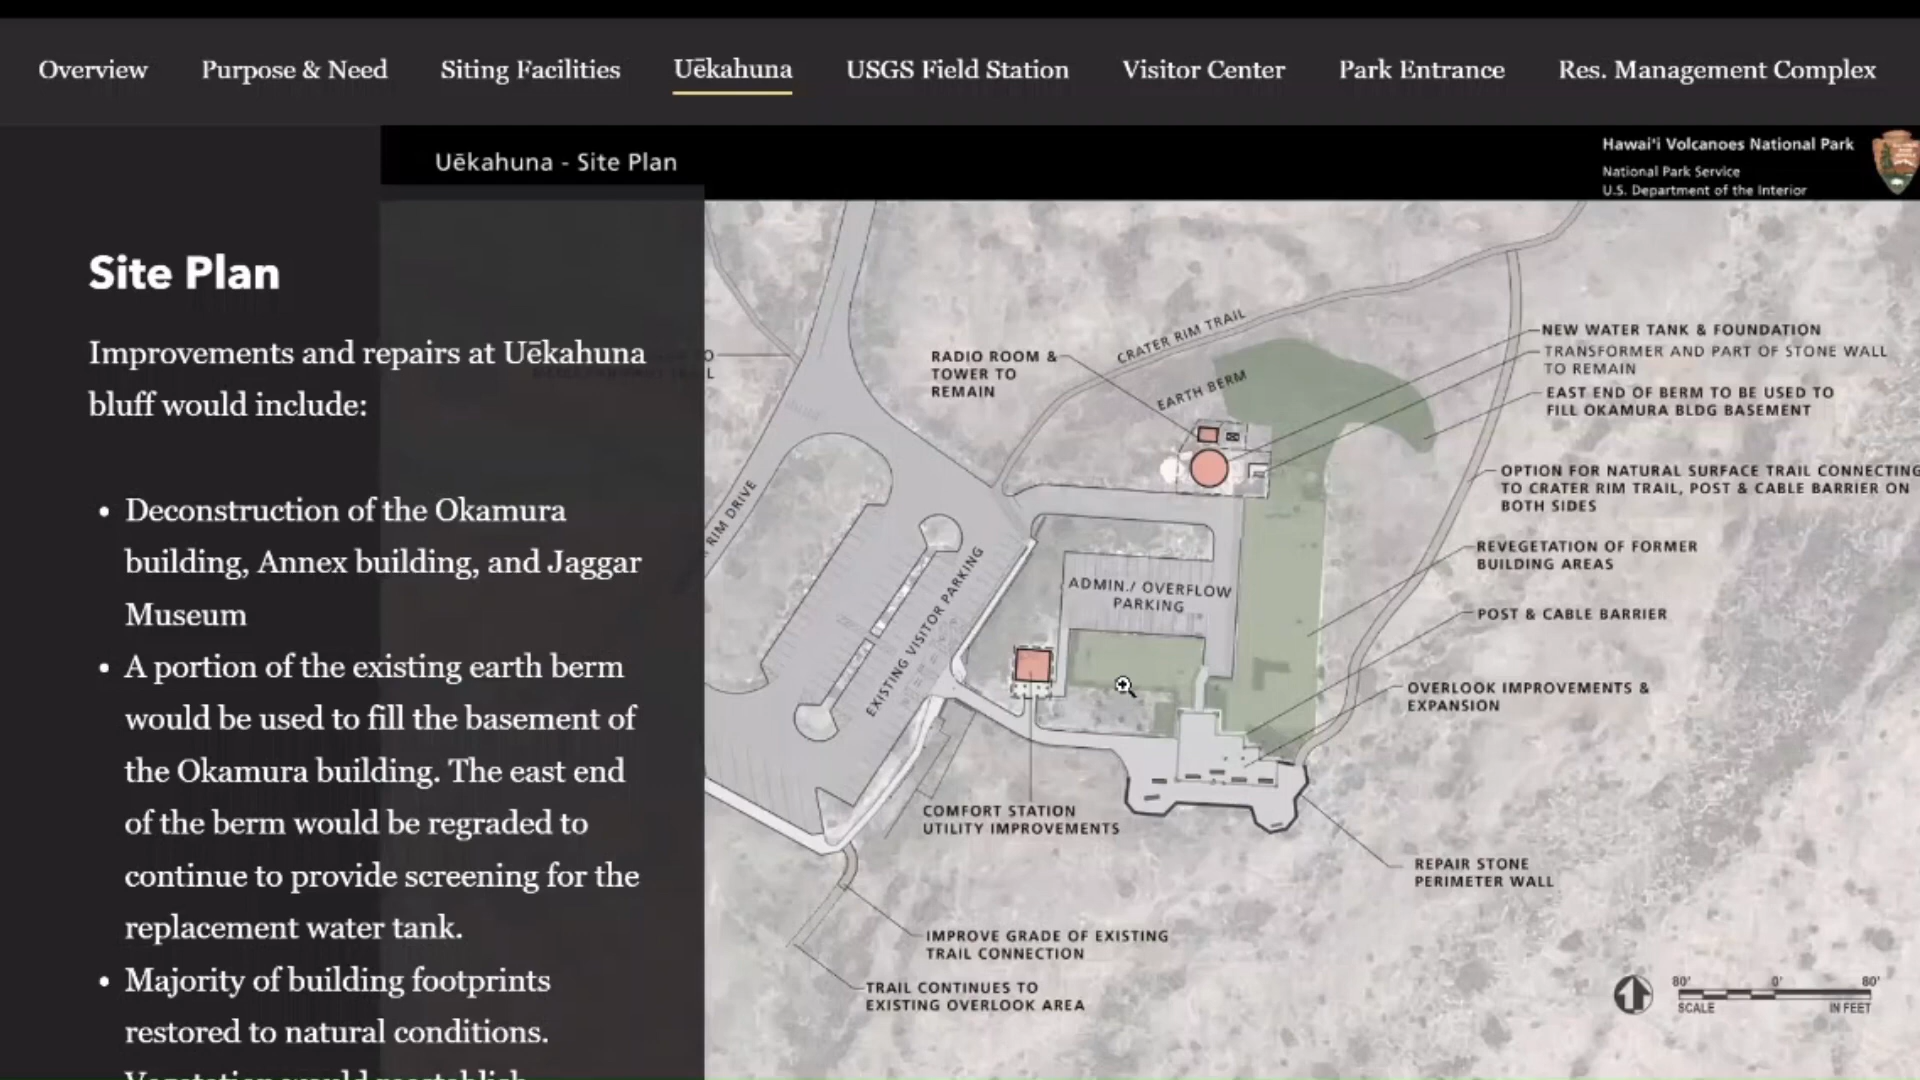 Overview
Purpose & Need
Siting Facilities
Uēkahuna
USGS Field Station
Visitor Center
Park Entrance
Res. Management Complex
Uēkahuna - Site Plan
Hawai'i Volcanoes National Park
National Park Service
U.S. Department of the Interior
Site Plan
Improvements and repairs at Uēkahuna
bluff would include:
• Deconstruction of the Okamura
building, Annex building, and Jaggar
Museum
• A portion of the existing earth berm
would be used to fill the basement of
the Okamura building. The east end
of the berm would be regraded to
continue to provide screening for the
replacement water tank.
• Majority of building footprints
restored to natural conditions.
Vegetation would reestablish
RADIO ROOM &
TOWER TO
REMAIN
CRATER RIM TRAIL
EARTH BERM
NEW WATER TANK & FOUNDATION
TRANSFORMER AND PART OF STONE WALL
TO REMAIN
EAST END OF BERM TO BE USED TO
FILL OKAMURA BLDG BASEMENT
OPTION FOR NATURAL SURFACE TRAIL CONNECTING
TO CRATER RIM TRAIL, POST & CABLE BARRIER ON
BOTH SIDES
REVEGETATION OF FORMER
BUILDING AREAS
POST & CABLE BARRIER
OVERLOOK IMPROVEMENTS &
EXPANSION
RIM DRIVE
EXISTING VISITOR PARKING
ADMIN./ OVERFLOW
PARKING
COMFORT STATION
UTILITY IMPROVEMENTS
REPAIR STONE
PERIMETER WALL
IMPROVE GRADE OF EXISTING
TRAIL CONNECTION
TRAIL CONTINUES TO
EXISTING OVERLOOK AREA
80' 0' 80'
SCALE IN FEET